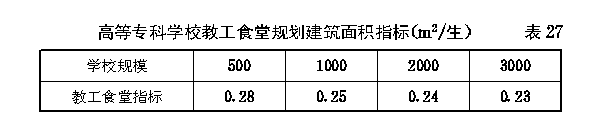 高等专科学校教工食堂规划建筑面积指标(m²/生) 表27
学校规模 500 1000 2000 3000
教工食堂指标 0.28 0.25 0.24 0.23